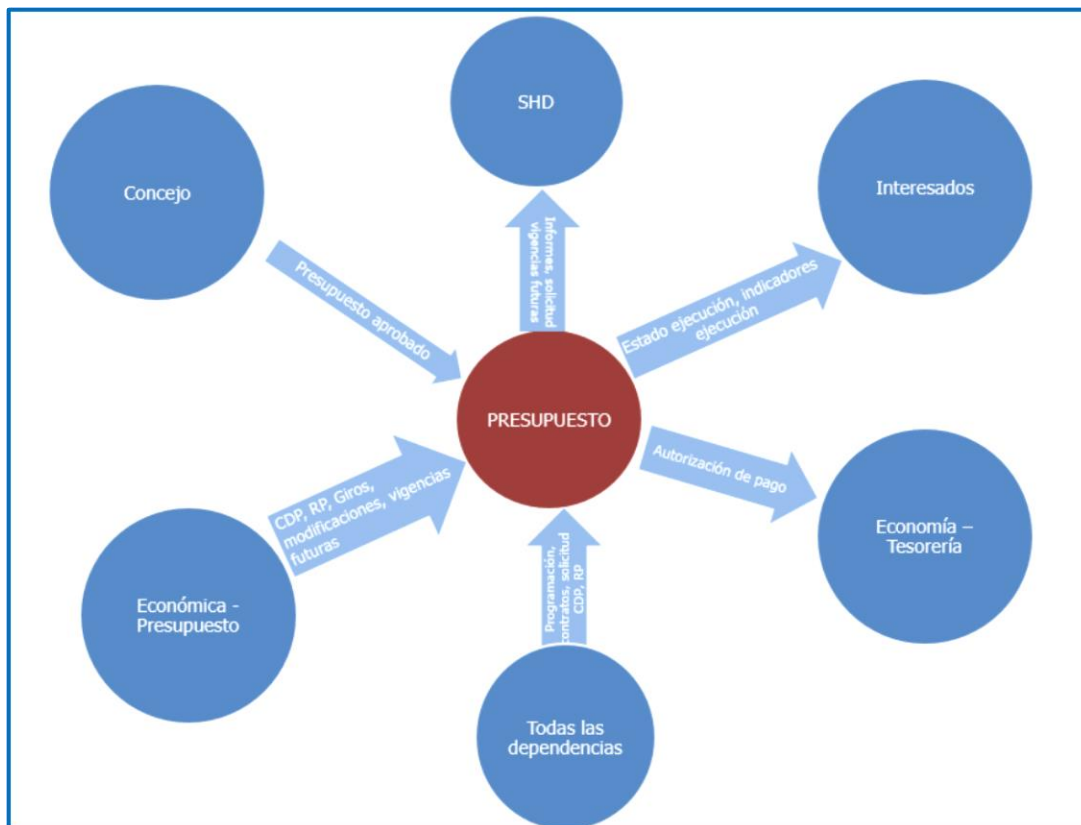 SHD
Concejo
Interesados
Informes, solicitud
vigencias futuras
Presupuesto aprobado
Estado ejecución, indicadores
ejecución
PRESUPUESTO
Autorización de pago
CDP, RP, Giros,
modificaciones, vigencias
futuras
Economía –
Tesorería
Económica -
Presupuesto
Programación,
contratos, solicitud
CDP, RP
Todas las
dependencias